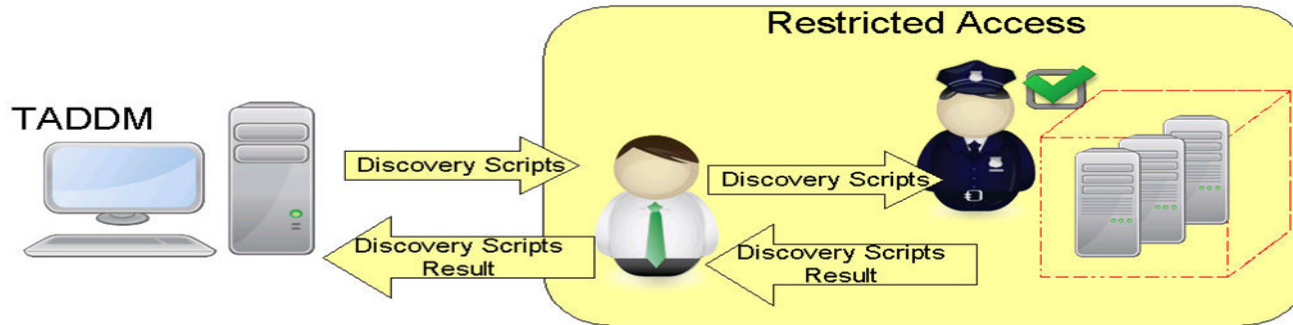 Restricted Access
TADDM
Discovery Scripts
Discovery Scripts
Discovery Scripts
Result
Discovery Scripts
Result